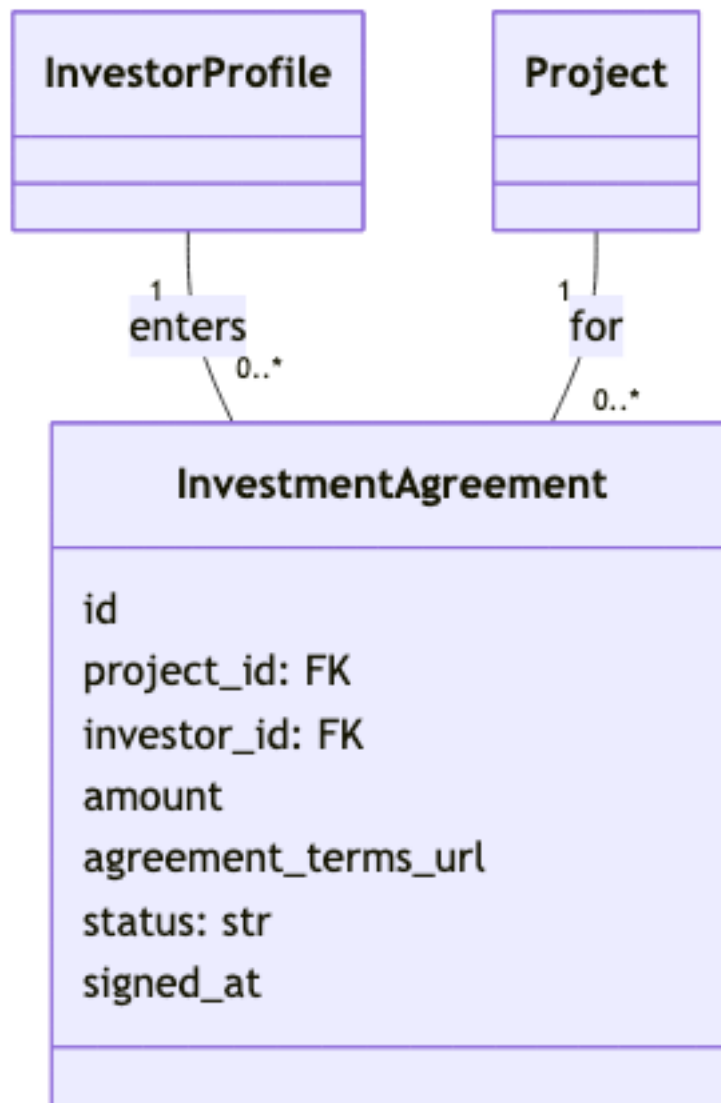 InvestorProfile
Project
1
enters
0..*
1
for
0..*
InvestmentAgreement
id
project_id: FK
investor_id: FK
amount
agreement_terms_url
status: str
signed_at